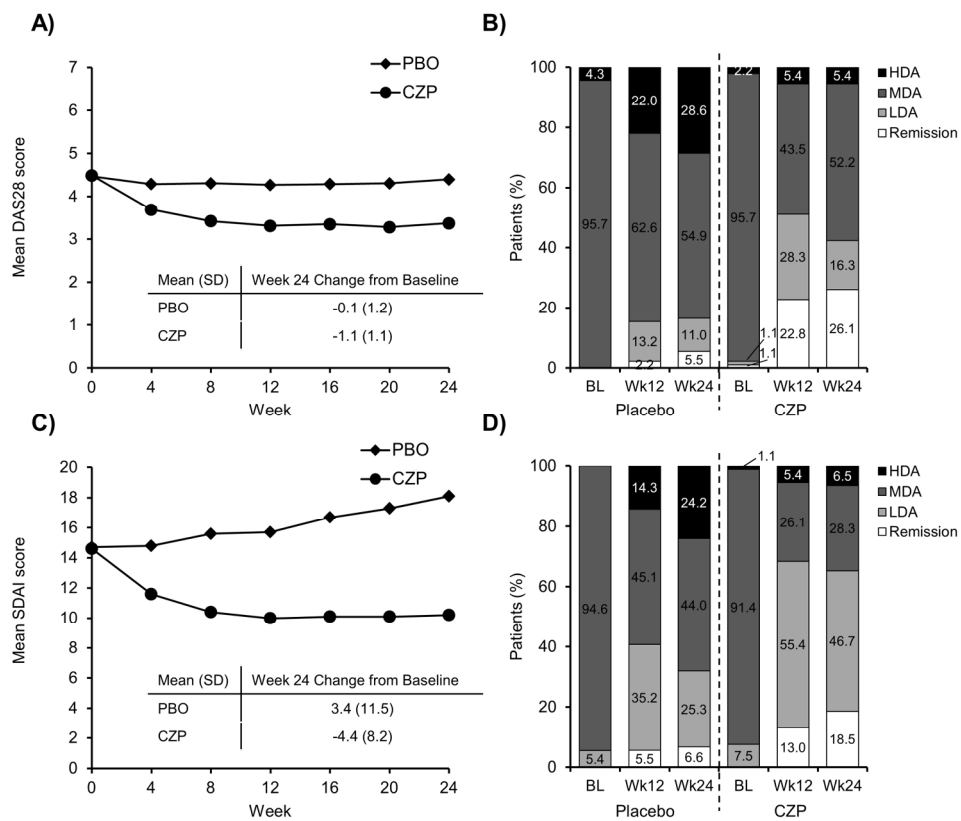 A)
PBO
CZP
7
6
5
4
3
2
1
0
Mean DAS28 score
Mean (SD) Week 24 Change from Baseline
PBO -0.1 (1.2)
CZP -1.1 (1.1)
0 4 8 12 16 20 24
Week
B)
HDA
MDA
LDA
Remission
100
80
60
40
20
0
Patients (%)
4.3 22.0 28.6 2.2 5.4 5.4
95.7 62.6 54.9 95.7 43.5 52.2
13.2 11.0 1.1 28.3 16.3
2.2 5.5 1.1 22.8 26.1
BL Wk12 Wk24 BL Wk12 Wk24
Placebo CZP
C)
PBO
CZP
20
18
16
14
12
10
8
6
4
2
0
Mean SDAI score
Mean (SD) Week 24 Change from Baseline
PBO 3.4 (11.5)
CZP -4.4 (8.2)
0 4 8 12 16 20 24
Week
D)
HDA
MDA
LDA
Remission
100
80
60
40
20
0
Patients (%)
14.3 24.2 1.1 5.4 6.5
94.6 45.1 44.0 91.4 26.1 28.3
5.4 35.2 25.3 7.5 55.4 46.7
5.5 6.6 13.0 18.5
BL Wk12 Wk24 BL Wk12 Wk24
Placebo CZP